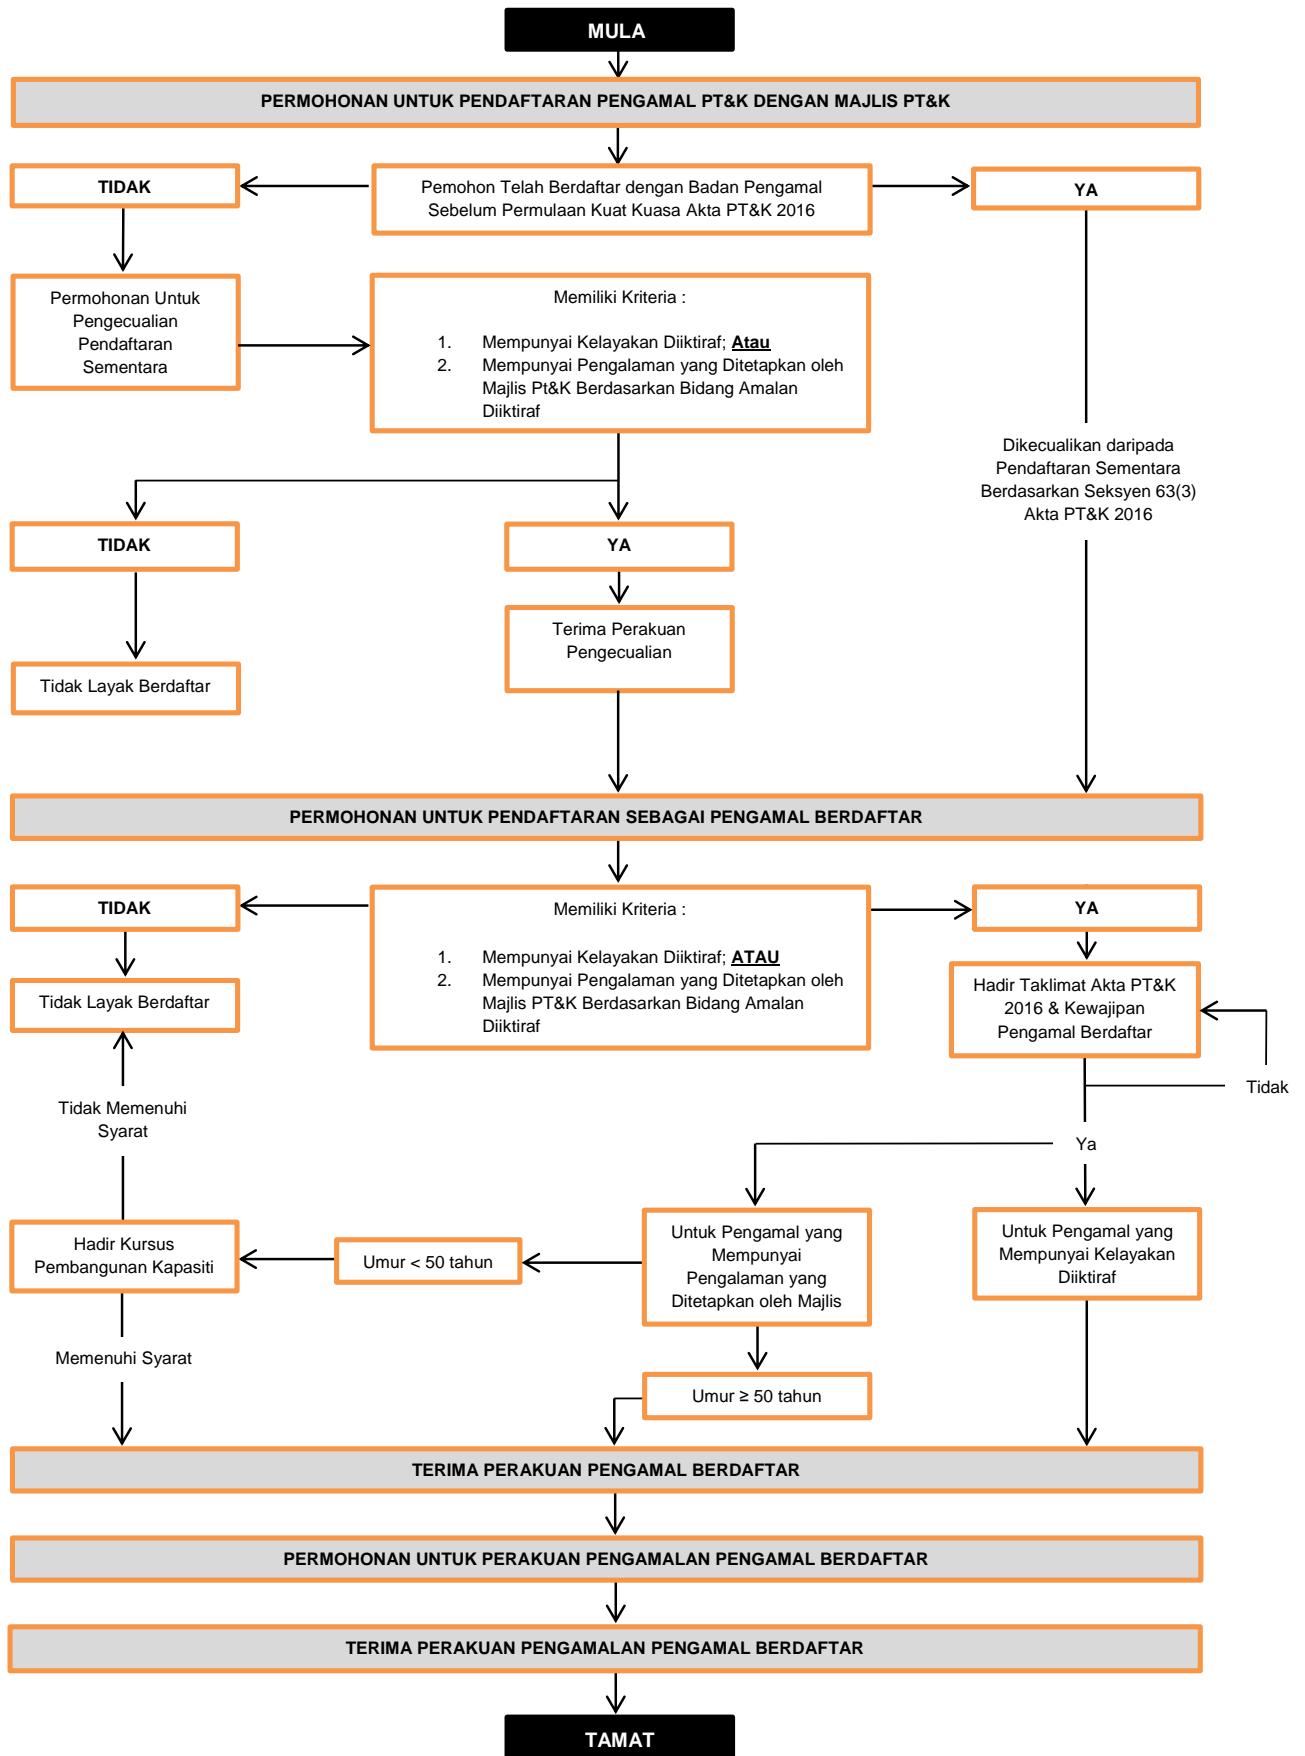 MULA
PERMOHONAN UNTUK PENDAFTARAN PENGAMAL PT&K DENGAN MAJLIS PT&K
TIDAK
Pemohon Telah Berdaftar dengan Badan Pengamal
Sebelum Permulaan Kuat Kuasa Akta PT&K 2016
YA
Permohonan Untuk
Pengecualian
Pendaftaran
Sementara
Memiliki Kriteria :
1. Mempunyai Kelayakan Diiktiraf; Atau
2. Mempunyai Pengalaman yang Ditetapkan oleh
Majlis Pt&K Berdasarkan Bidang Amalan
Diiktiraf
Dikecualikan daripada
Pendaftaran Sementara
Berdasarkan Seksyen 63(3)
Akta PT&K 2016
TIDAK
YA
Terima Perakuan
Pengecualian
Tidak Layak Berdaftar
PERMOHONAN UNTUK PENDAFTARAN SEBAGAI PENGAMAL BERDAFTAR
TIDAK
Memiliki Kriteria :
1. Mempunyai Kelayakan Diiktiraf; ATAU
2. Mempunyai Pengalaman yang Ditetapkan oleh
Majlis PT&K Berdasarkan Bidang Amalan
Diiktiraf
YA
Tidak Layak Berdaftar
Hadir Taklimat Akta PT&K
2016 & Kewajipan
Pengamal Berdaftar
Tidak
Tidak Memenuhi
Syarat
Ya
Hadir Kursus
Pembangunan Kapasiti
Umur < 50 tahun
Untuk Pengamal yang
Mempunyai
Pengalaman yang
Ditetapkan oleh Majlis
Untuk Pengamal yang
Mempunyai Kelayakan
Diiktiraf
Memenuhi Syarat
Umur ≥ 50 tahun
TERIMA PERAKUAN PENGAMAL BERDAFTAR
PERMOHONAN UNTUK PERAKUAN PENGAMALAN PENGAMAL BERDAFTAR
TERIMA PERAKUAN PENGAMALAN PENGAMAL BERDAFTAR
TAMAT